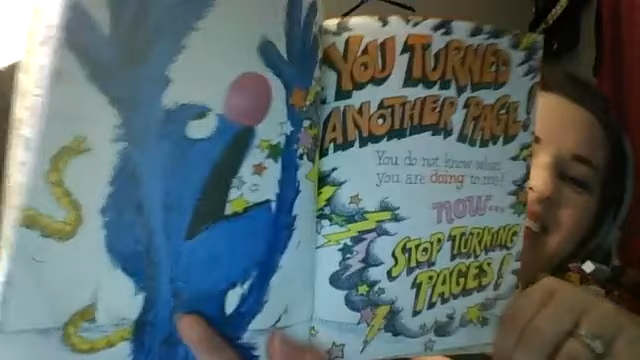 YOU TURNED
ANOTHER PAGE!
You do not know what
you are doing to me!
now...
STOP TURNING
PAGES!